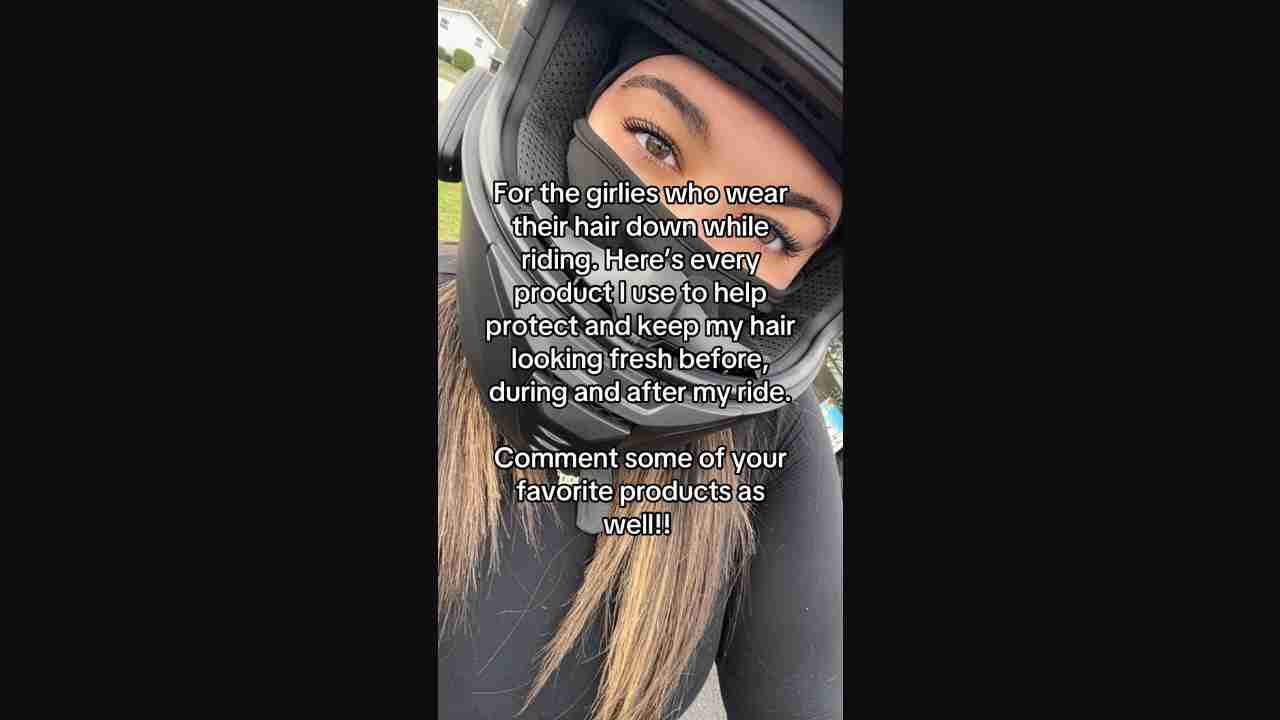 For the girlies who wear
their hair down while
riding. Here’s every
product I use to help
protect and keep my hair
looking fresh before,
during and after my ride.
Comment some of your
favorite products as
well!!